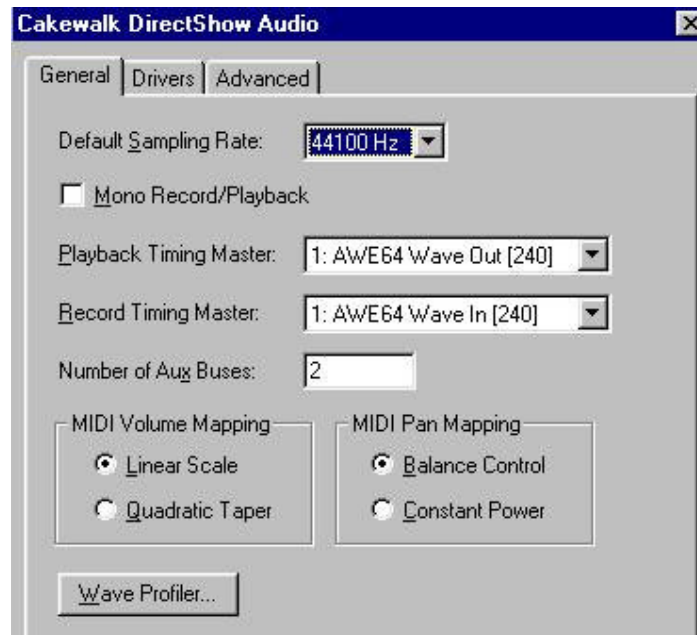 Cakewalk DirectShow Audio
General Drivers Advanced
Default Sampling Rate: 44100 Hz
Mono Record/Playback
Playback Timing Master: 1: AWE64 Wave Out [240]
Record Timing Master: 1: AWE64 Wave In [240]
Number of Aux Buses: 2
MIDI Volume Mapping MIDI Pan Mapping
Linear Scale Balance Control
Quadratic Taper Constant Power
Wave Profiler...